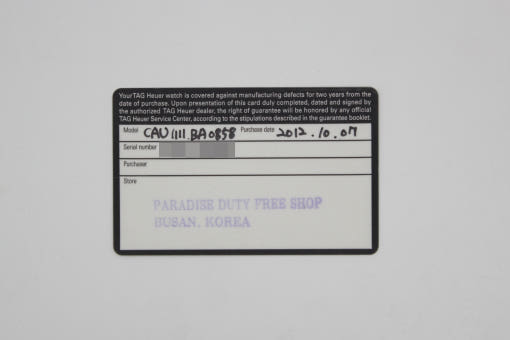 Your TAG Heuer watch is covered against manufacturing defects for two years from the
date of purchase. Upon presentation of this card duly completed, dated and signed by
the authorized TAG Heuer dealer, the right of guarantee will be honored by any official
TAG Heuer Service Center, according to the stipulations described in the guarantee booklet.
Model CAU1111.BA0858 Purchase date 2012.10.07
Serial number
Purchaser
Store
PARADISE DUTY FREE SHOP
BUSAN, KOREA